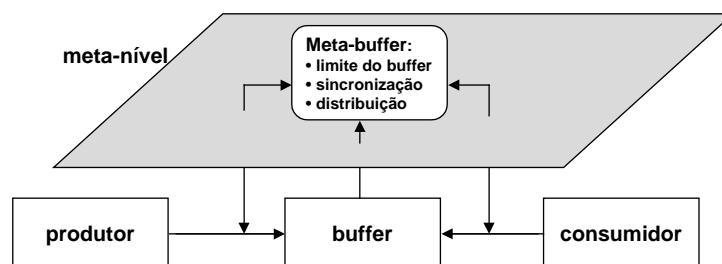 Meta-buffer:
meta-nível
• limite do buffer
• sincronização
• distribuição
produtor
buffer
consumidor